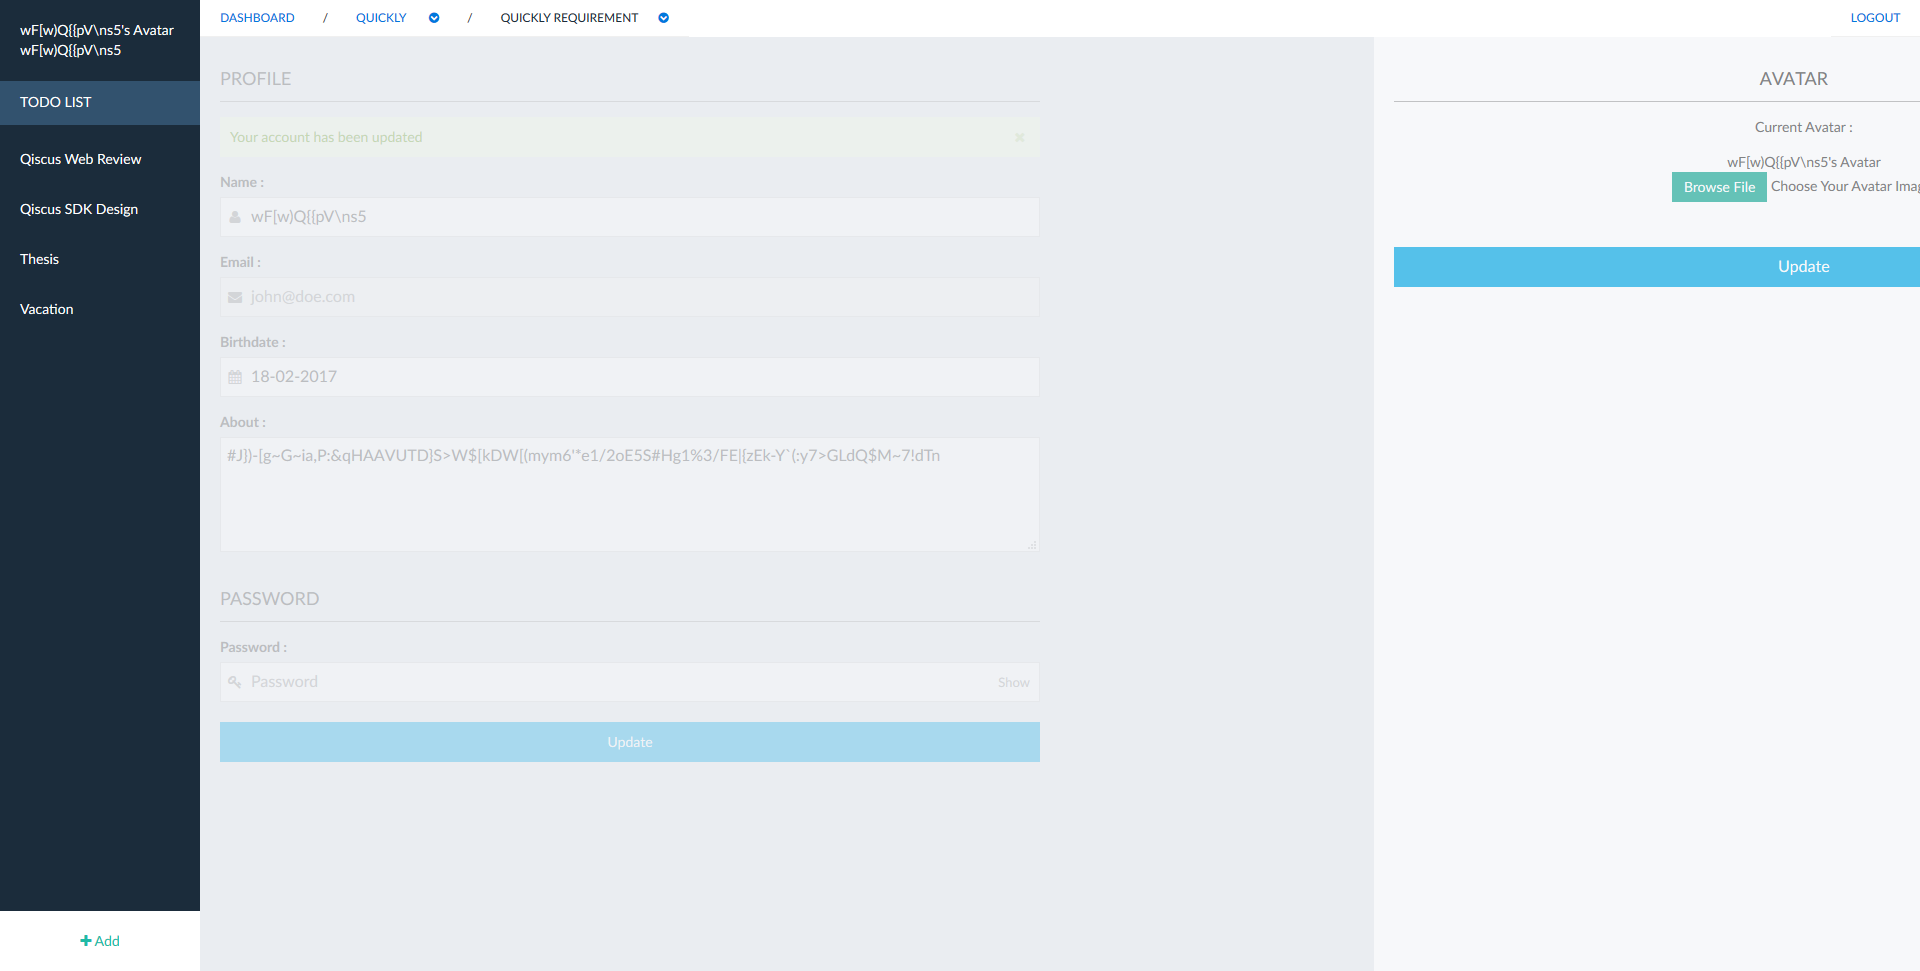 wF[w)Q{{pV\ns5's Avatar
wF[w)Q{{pV\ns5
TODO LIST
Qiscus Web Review
Qiscus SDK Design
Thesis
Vacation
Add
DASHBOARD / QUICKLY / QUICKLY REQUIREMENT
LOGOUT
PROFILE
Your account has been updated
Name :
wF[w)Q{{pV\ns5
Email :
john@doe.com
Birthdate :
18-02-2017
About :
#J})-[g~G~ia,P:&qHAAVUTD}S>W$[kDW[(mym6'*e1/2oE5S#Hg1%3/FE|{zEk-Y`(:y7>GLdQ$M~7!dTn
PASSWORD
Password :
Password
Show
Update
AVATAR
Current Avatar :
wF[w)Q{{pV\ns5's Avatar
Browse File Choose Your Avatar Imag
Update